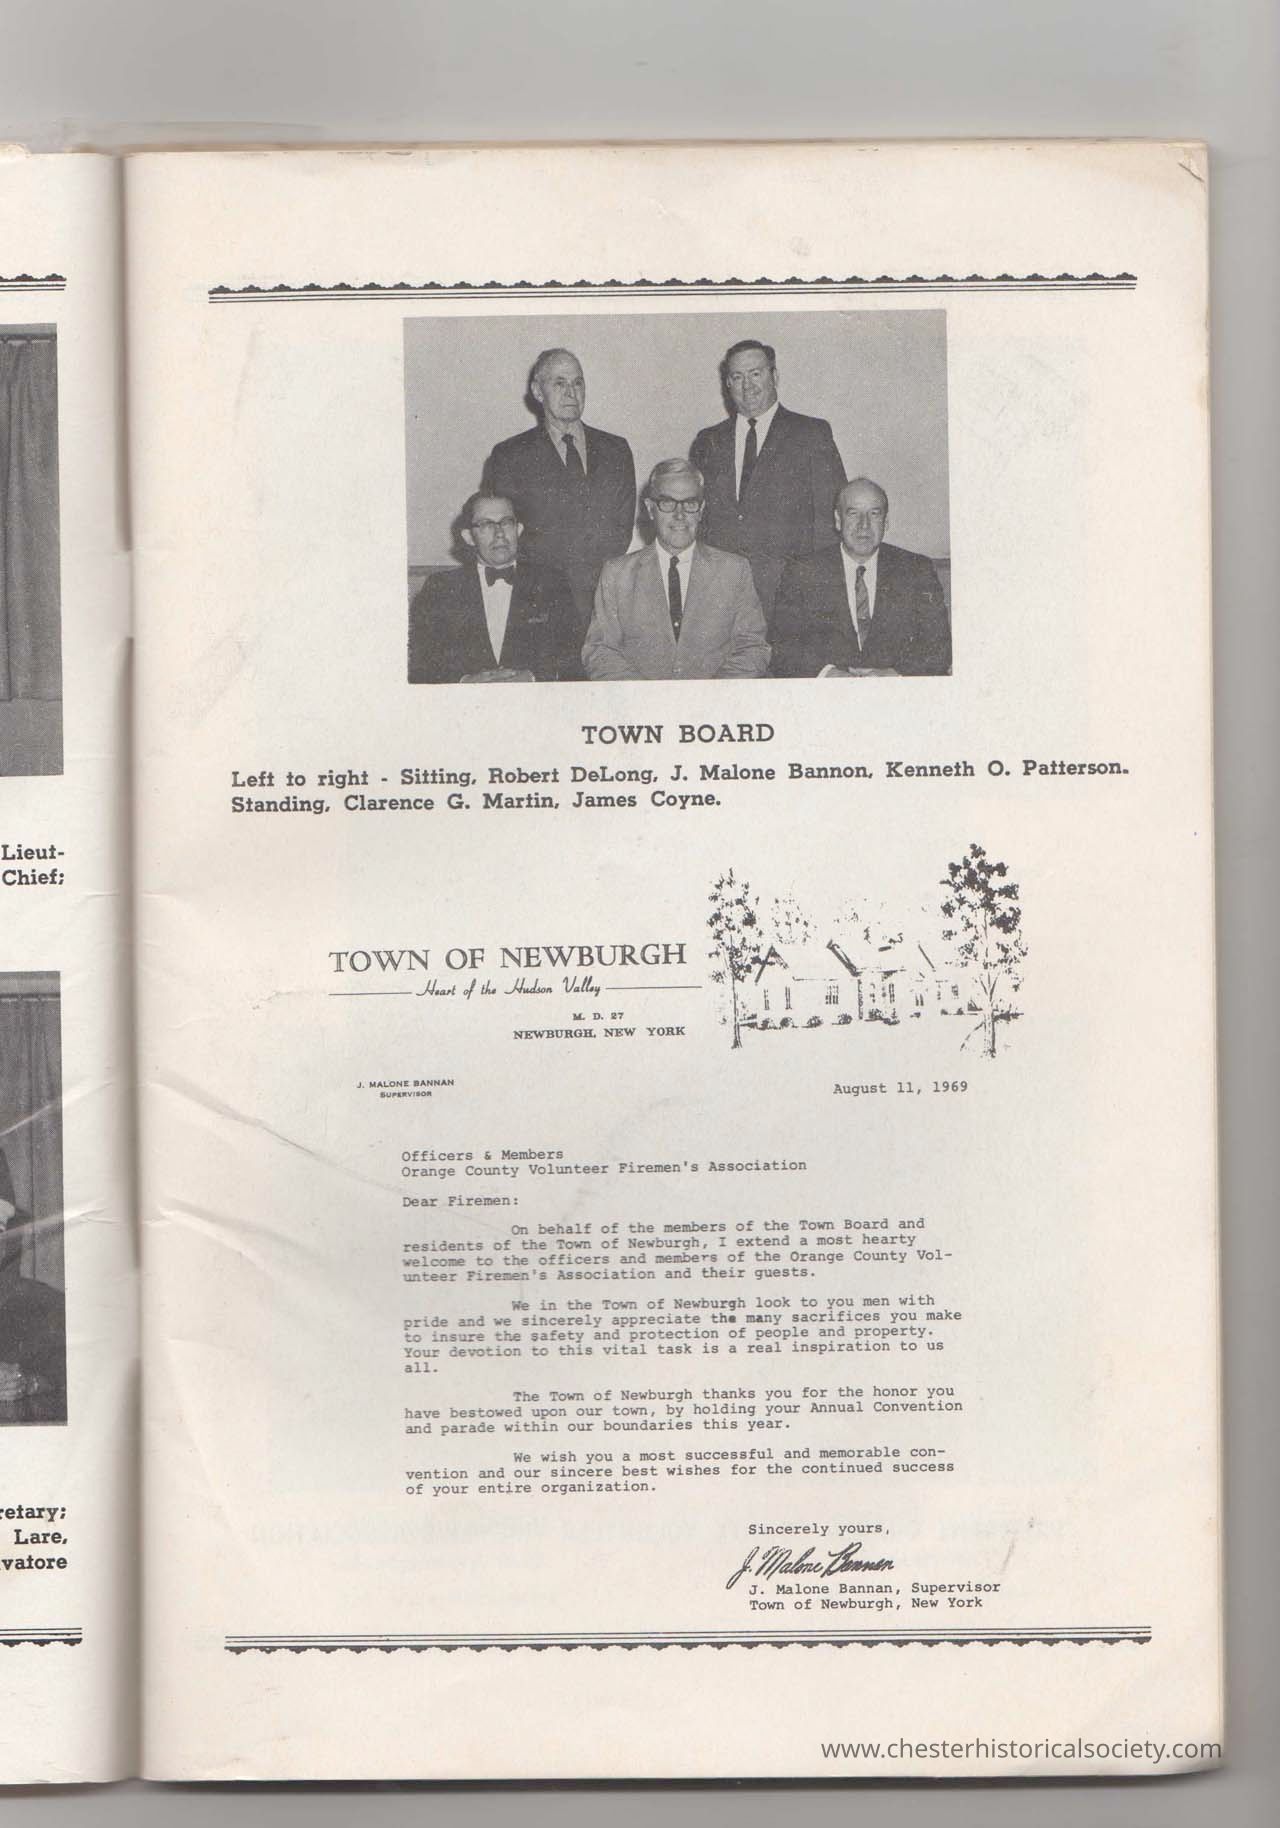 TOWN BOARD
Left to right - Sitting, Robert DeLong, J. Malone Bannon, Kenneth O. Patterson.
Standing, Clarence G. Martin, James Coyne.
Lieut-
Chief;
retary;
Lare,
vatore
TOWN OF NEWBURGH
Heart of the Hudson Valley
M. D. 27
NEWBURGH, NEW YORK
J. MALONE BANNAN
SUPERVISOR
August 11, 1969
Officers & Members
Orange County Volunteer Firemen's Association
Dear Firemen:
On behalf of the members of the Town Board and
residents of the Town of Newburgh, I extend a most hearty
welcome to the officers and members of the Orange County Vol-
unteer Firemen's Association and their guests.
We in the Town of Newburgh look to you men with
pride and we sincerely appreciate the many sacrifices you make
to insure the safety and protection of people and property.
Your devotion to this vital task is a real inspiration to us
all.
The Town of Newburgh thanks you for the honor you
have bestowed upon our town, by holding your Annual Convention
and parade within our boundaries this year.
We wish you a most successful and memorable con-
vention and our sincere best wishes for the continued success
of your entire organization.
Sincerely yours,
J. Malone Bannan
J. Malone Bannan, Supervisor
Town of Newburgh, New York
www.chesterhistoricalsociety.com